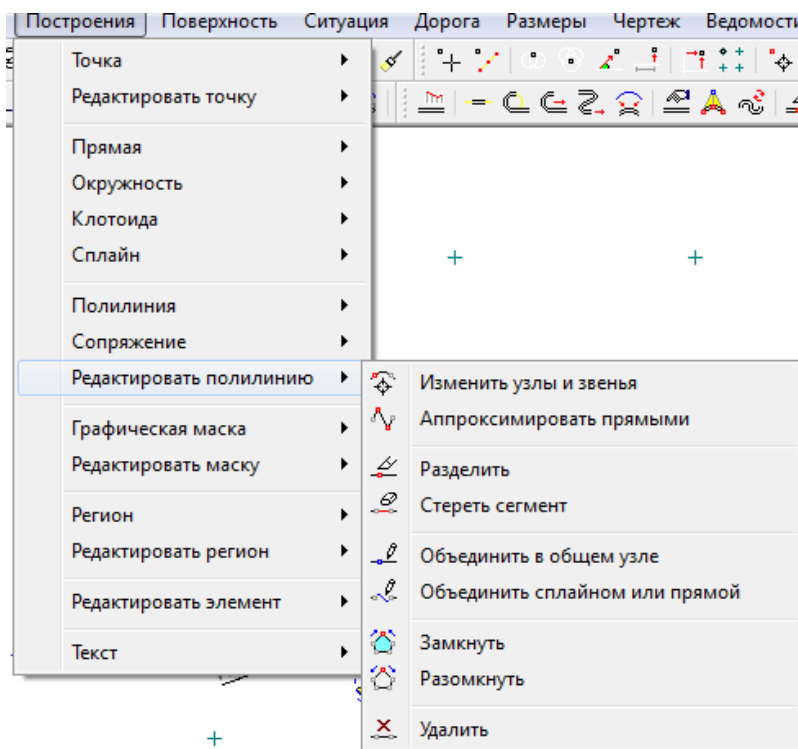 Построения Поверхность Ситуация Дорога Размеры Чертеж Ведомости
Точка
Редактировать точку
Прямая
Окружность
Клотоида
Сплайн
Полилиния
Сопряжение
Редактировать полилинию
Графическая маска
Редактировать маску
Регион
Редактировать регион
Редактировать элемент
Текст
Изменить узлы и звенья
Аппроксимировать прямыми
Разделить
Стереть сегмент
Объединить в общем узле
Объединить сплайном или прямой
Замкнуть
Разомкнуть
Удалить